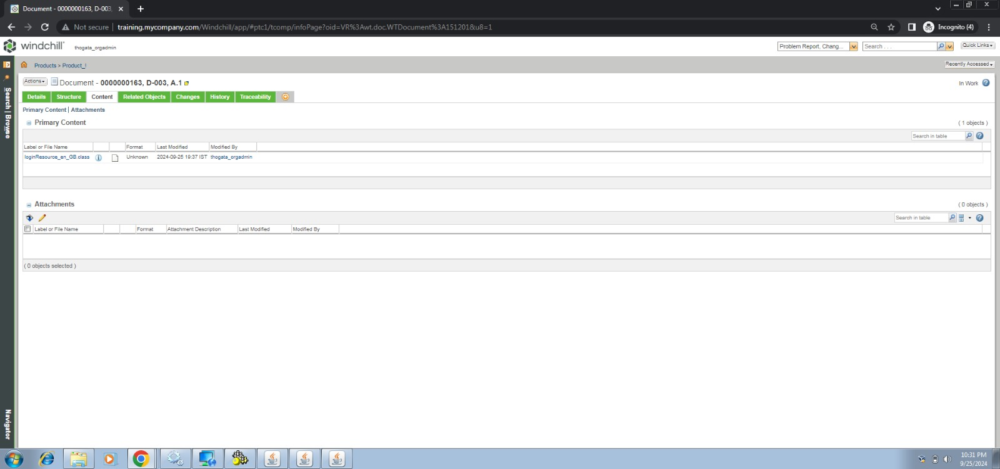 Document - 0000000163, D-003,
Not secure training.mycompany.com/Windchill/app/#ptc1/tcomp/infoPage?oid=VR%3Awt.doc.WTDocument%3A151201&u8=1 Incognito (4)
windchill thogata_orgadmin Problem Report, Chang... Search . . . Quick Links
Products > Product_I Recently Accessed
Actions Document - 0000000163, D-003, A.1 In Work
Details Structure Content Related Objects Changes History Traceability
Search | Browse
Primary Content | Attachments
Primary Content ( 1 objects )
Search in table
Label or File Name Format Last Modified Modified By
loginResource_en_GB.class Unknown 2024-09-25 19:37 IST thogata_orgadmin
Attachments ( 0 objects )
Search in table
Label or File Name Format Attachment Description Last Modified Modified By
( 0 objects selected )
Navigator
10:31 PM
9/25/2024